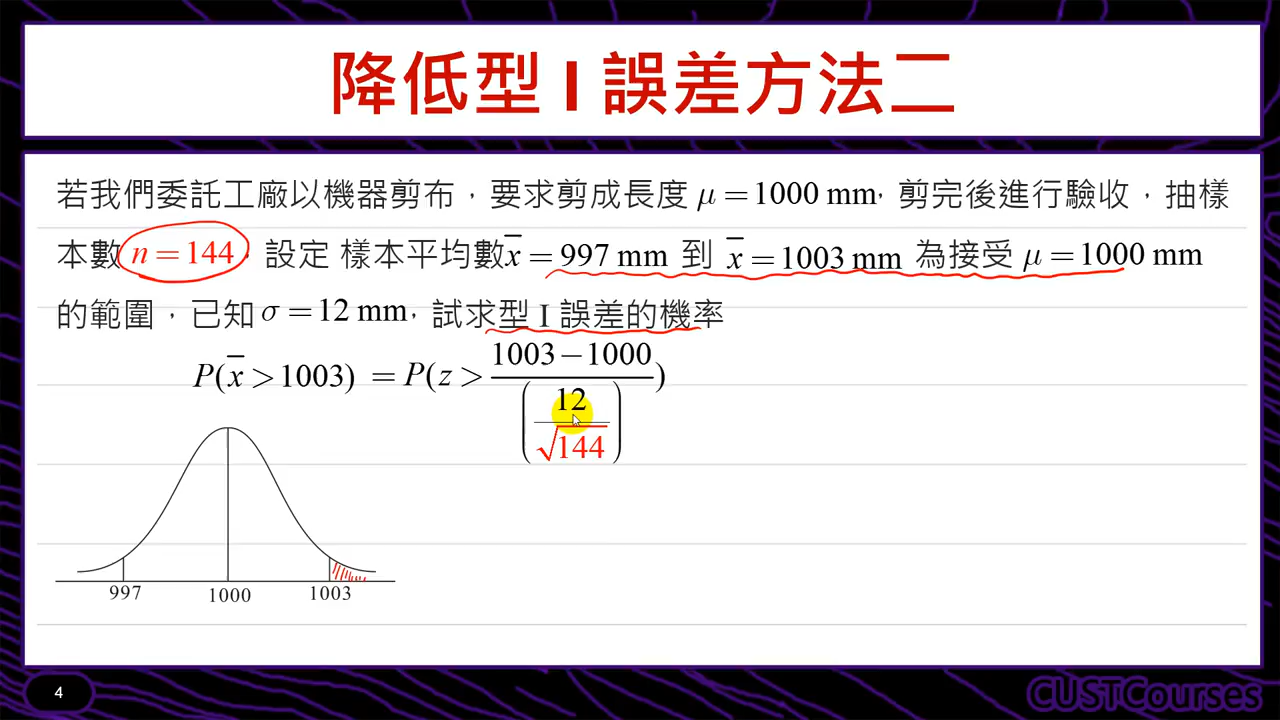 降低型 I 誤差方法二
若我們委託工廠以機器剪布，要求剪成長度 μ = 1000 mm，剪完後進行驗收，抽樣
本數 n = 144，設定 樣本平均數 x̄ = 997 mm 到 x̄ = 1003 mm 為接受 μ = 1000 mm
的範圍，已知 σ = 12 mm，試求型 I 誤差的機率
P(x̄ > 1003) = P(z > (1003 − 1000) / (12 / √144))
997 1000 1003
4
CUSTCourses